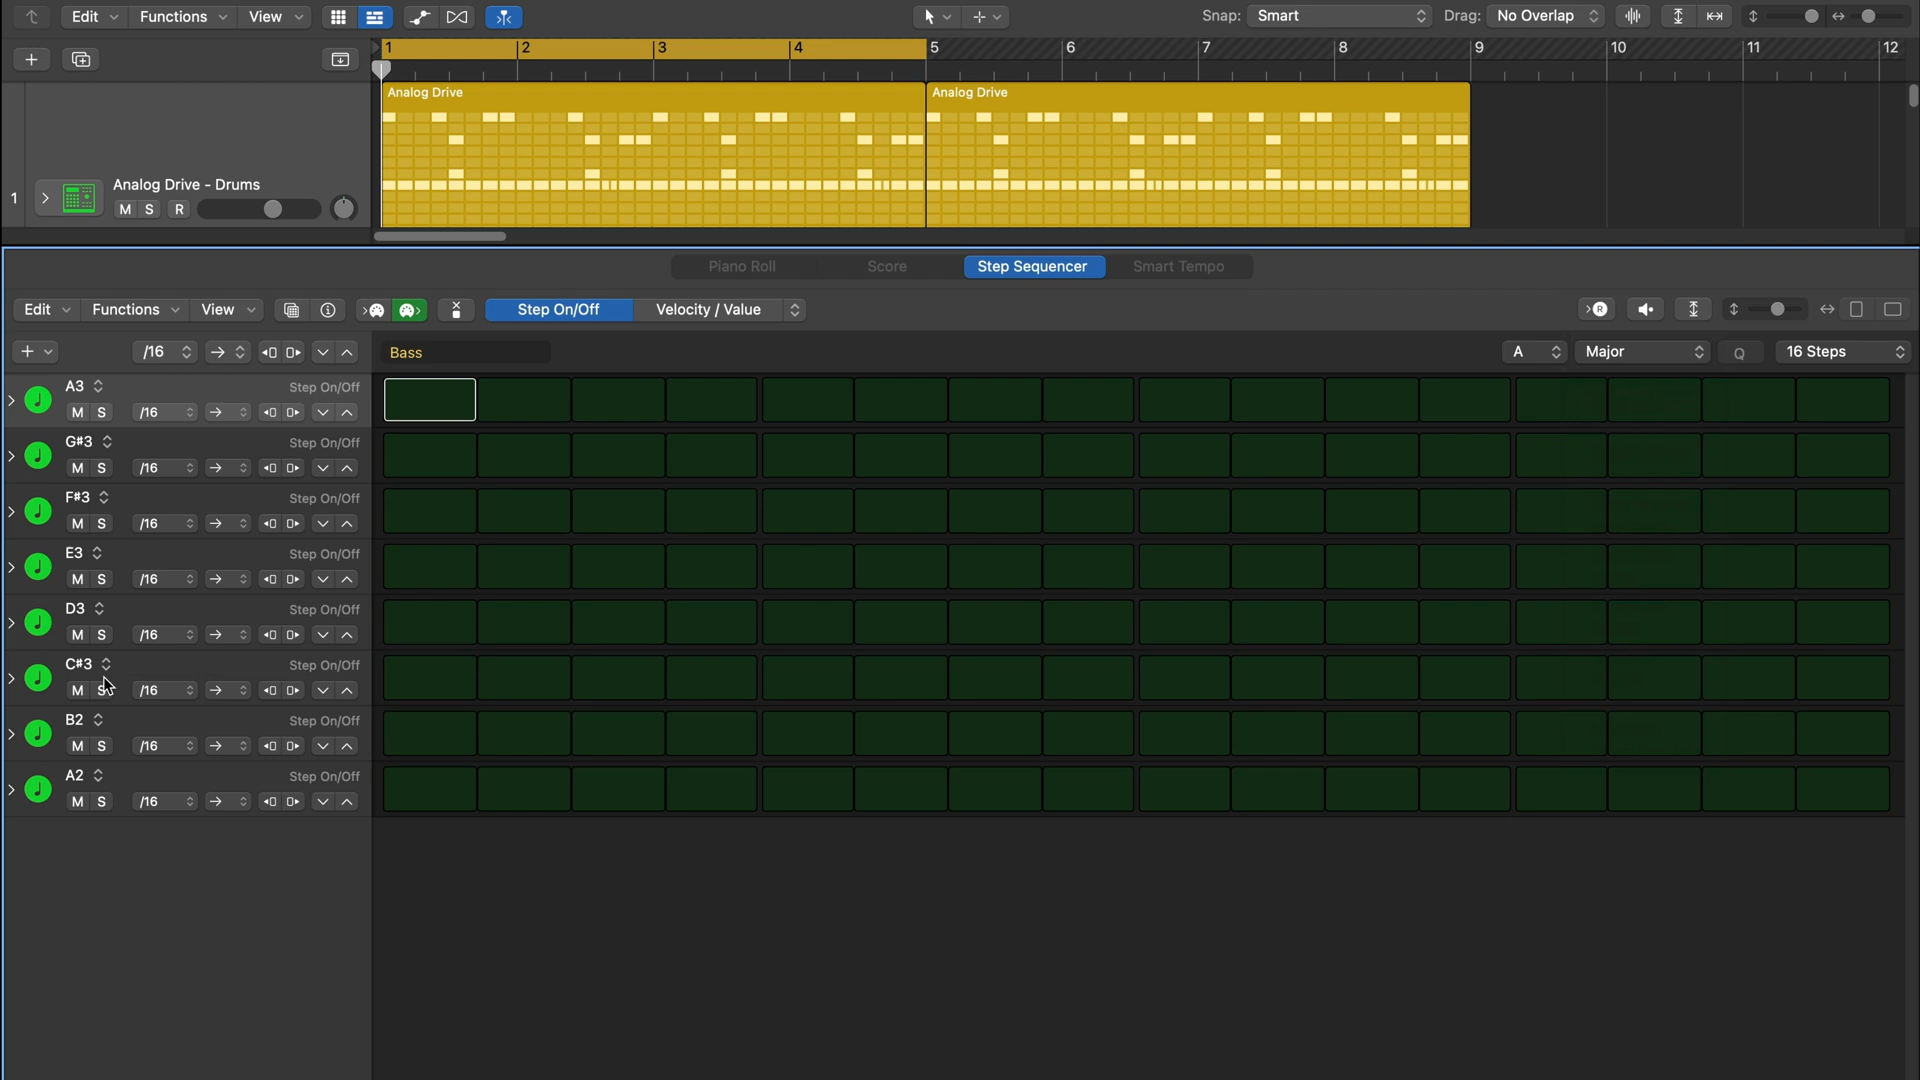 Edit Functions View Snap: Smart Drag: No Overlap
1 2 3 4 5 6 7 8 9 10 11 12
Analog Drive Analog Drive
1 Analog Drive - Drums
M S R
Piano Roll Score Step Sequencer Smart Tempo
Edit Functions View Step On/Off Velocity / Value R
/16 Bass A Major Q 16 Steps
A3 Step On/Off
M S /16
G#3 Step On/Off
M S /16
F#3 Step On/Off
M S /16
E3 Step On/Off
M S /16
D3 Step On/Off
M S /16
C#3 Step On/Off
M S /16
B2 Step On/Off
M S /16
A2 Step On/Off
M S /16